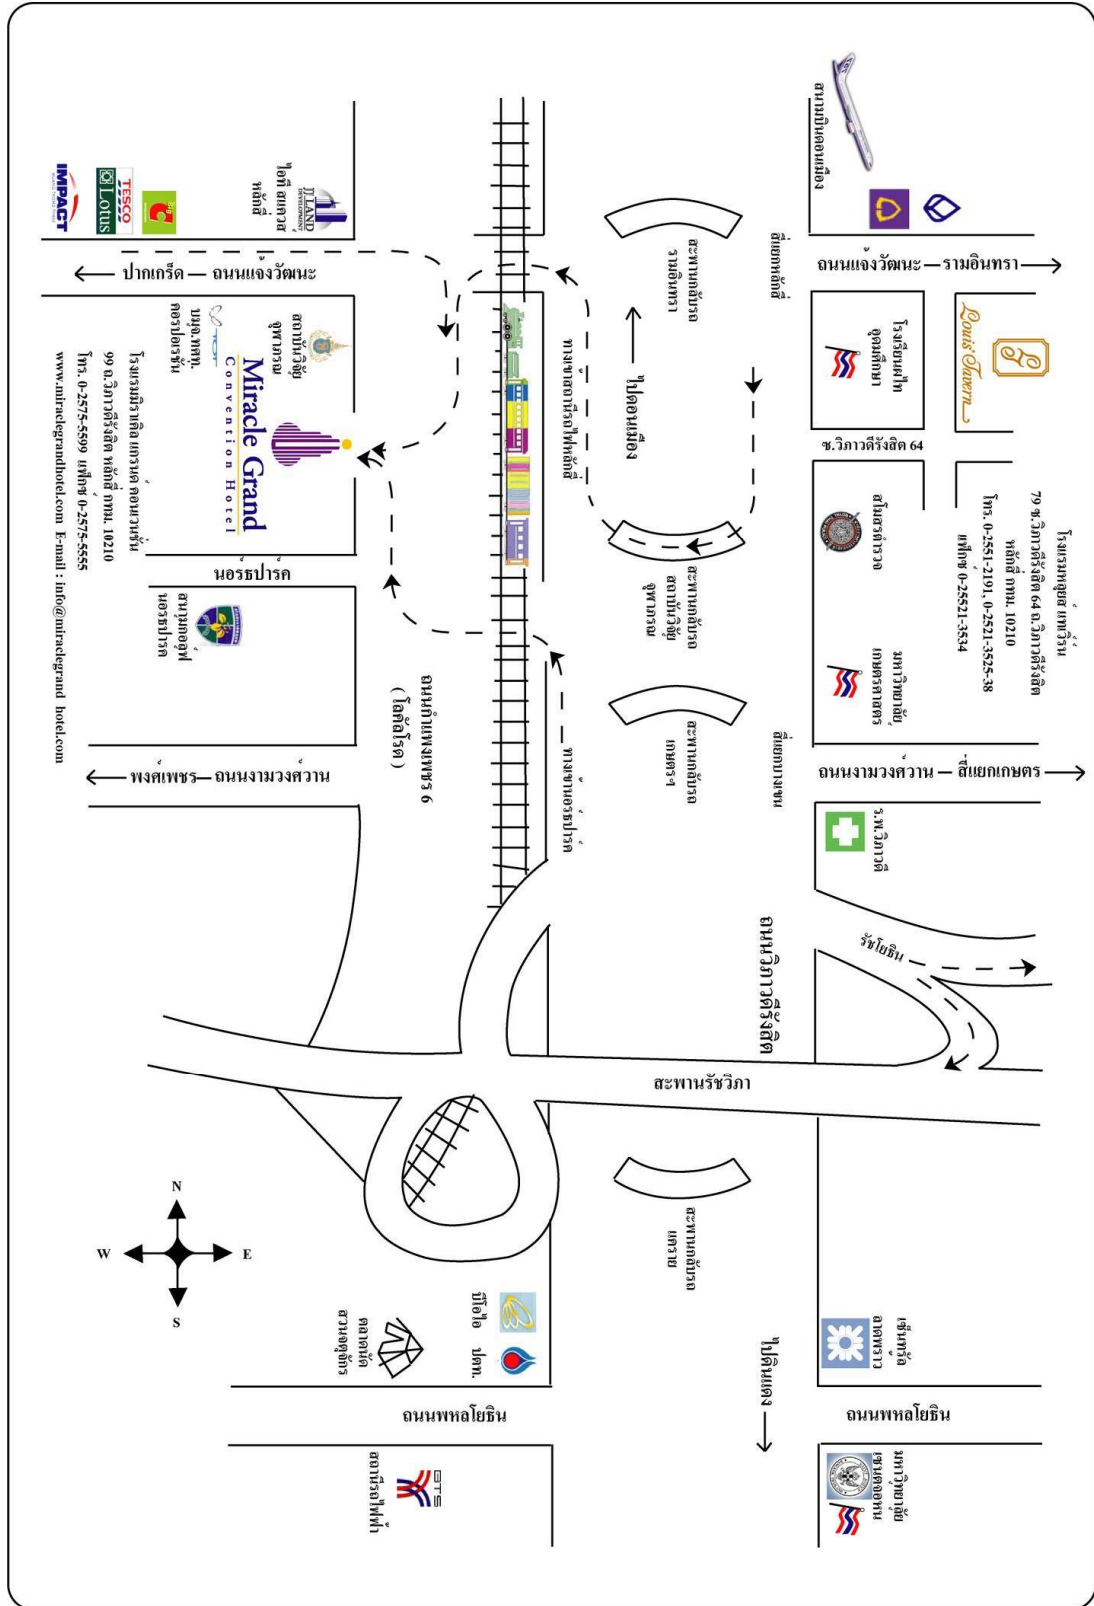 สนามบินดอนเมือง
IMPACT
TESCO
Lotus
Big
C
JJ LAND
DEVELOPMENT
ไอที สแควส์
หลักสี่
ปากเกร็ด
ถนนแจ้งวัฒนะ
สะพานกลับรถ
รามอินทรา
สี่แยกหลักสี่
ถนนแจ้งวัฒนะ
รามอินทรา
บมจ.ทศท.
คอรปอเรชั่น
สถาบันวิจัย
จุฬาภรณ์
Miracle Grand
Convention Hotel
โรงแรมมิราเคิล แกรนด์ คอนเวนชั่น
99 ถ.วิภาวดีรังสิต หลักสี่ กทม. 10210
โทร. 0-2575-5599 แฟ็กซ์ 0-2575-5555
www.miraclegrandhotel.com E-mail : info@miraclegrand hotel.com
ทางเข้าสถานีรถไฟหลักสี่
ไปดอนเมือง
โรงเรียนผไท
อุดมศึกษา
Louis Tavern
ซ.วิภาวดีรังสิต 64
นอร์ธปาร์ค
สนามกอล์ฟ
นอรธปารค
สะพานกลับรถ
สถาบันวิจัย
จุฬาภรณ์
สโมสรตำรวจ
โรงแรมหลุยส์ แทเวิร์น
79 ซ.วิภาวดีรังสิต 64 ถ.วิภาวดีรังสิต
หลักสี่ กทม. 10210
โทร. 0-2551-2191, 0-2521-3525-38
แฟ็กซ์ 0-25521-3534
มหาวิทยาลัย
เกษตรศาสตร์
ถนนกำแพงเพชร 6
( โลคัลโรด )
ทางเข้านอร์ธปาร์ค
สะพานกลับรถ
เกษตรฯ
สี่แยกบางเขน
พงศ์เพชร
ถนนงามวงศ์วาน
ถนนงามวงศ์วาน
สี่แยกเกษตร
ร.พ.วิภาวดี
รัชโยธิน
ถนนวิภาวดีรังสิต
สะพานรัชวิภา
N
W
E
S
สะพานกลับรถ
แคราย
ตลาดนัด
สวนจตุจักร
บีโอไอ
ปตท.
ไปดินแดง
เซ็นทรัล
ลาดพร้าว
ถนนพหลโยธิน
ถนนพหลโยธิน
BTS
สถานีรถไฟฟ้า
มหาวิทยาลัย
เซนต์จอห์น